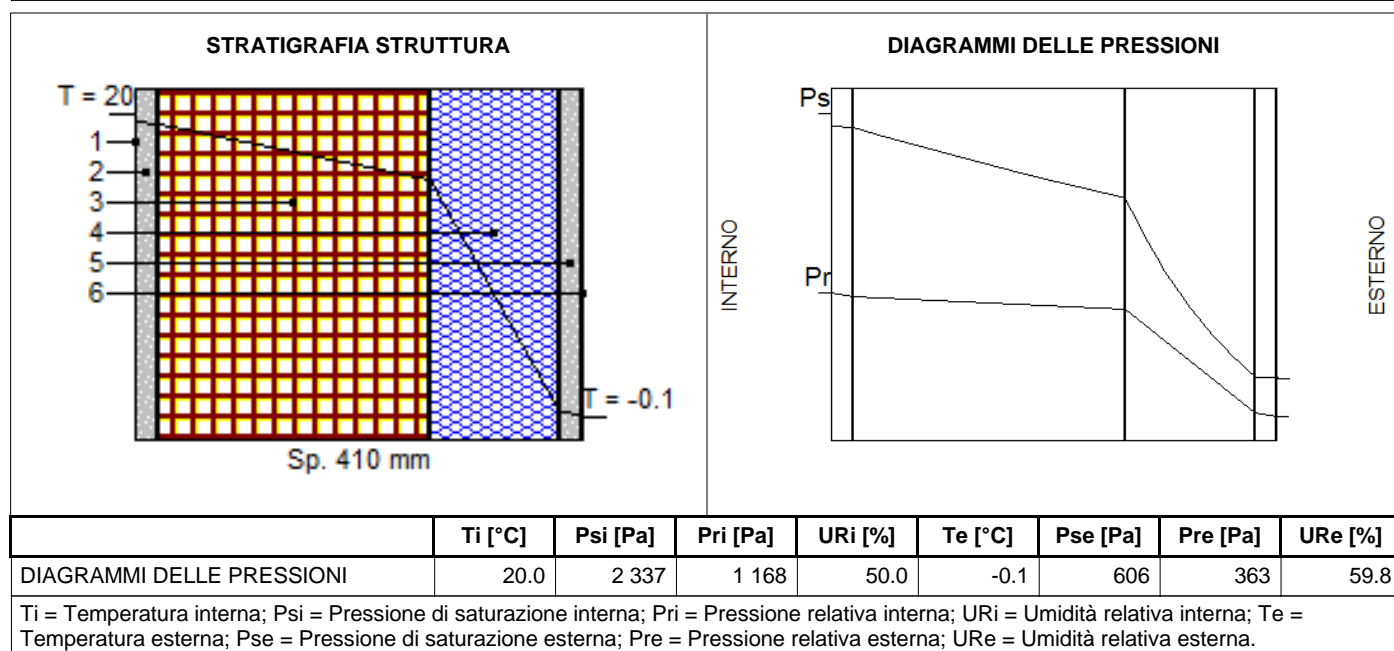 STRATIGRAFIA STRUTTURA
T = 20
1
2
3
4
5
6
T = -0.1
Sp. 410 mm
DIAGRAMMI DELLE PRESSIONI
Ps
Pr
INTERNO
ESTERNO
Ti [°C] Psi [Pa] Pri [Pa] URi [%] Te [°C] Pse [Pa] Pre [Pa] URe [%]
DIAGRAMMI DELLE PRESSIONI 20.0 2 337 1 168 50.0 -0.1 606 363 59.8
Ti = Temperatura interna; Psi = Pressione di saturazione interna; Pri = Pressione relativa interna; URi = Umidità relativa interna; Te =
Temperatura esterna; Pse = Pressione di saturazione esterna; Pre = Pressione relativa esterna; URe = Umidità relativa esterna.